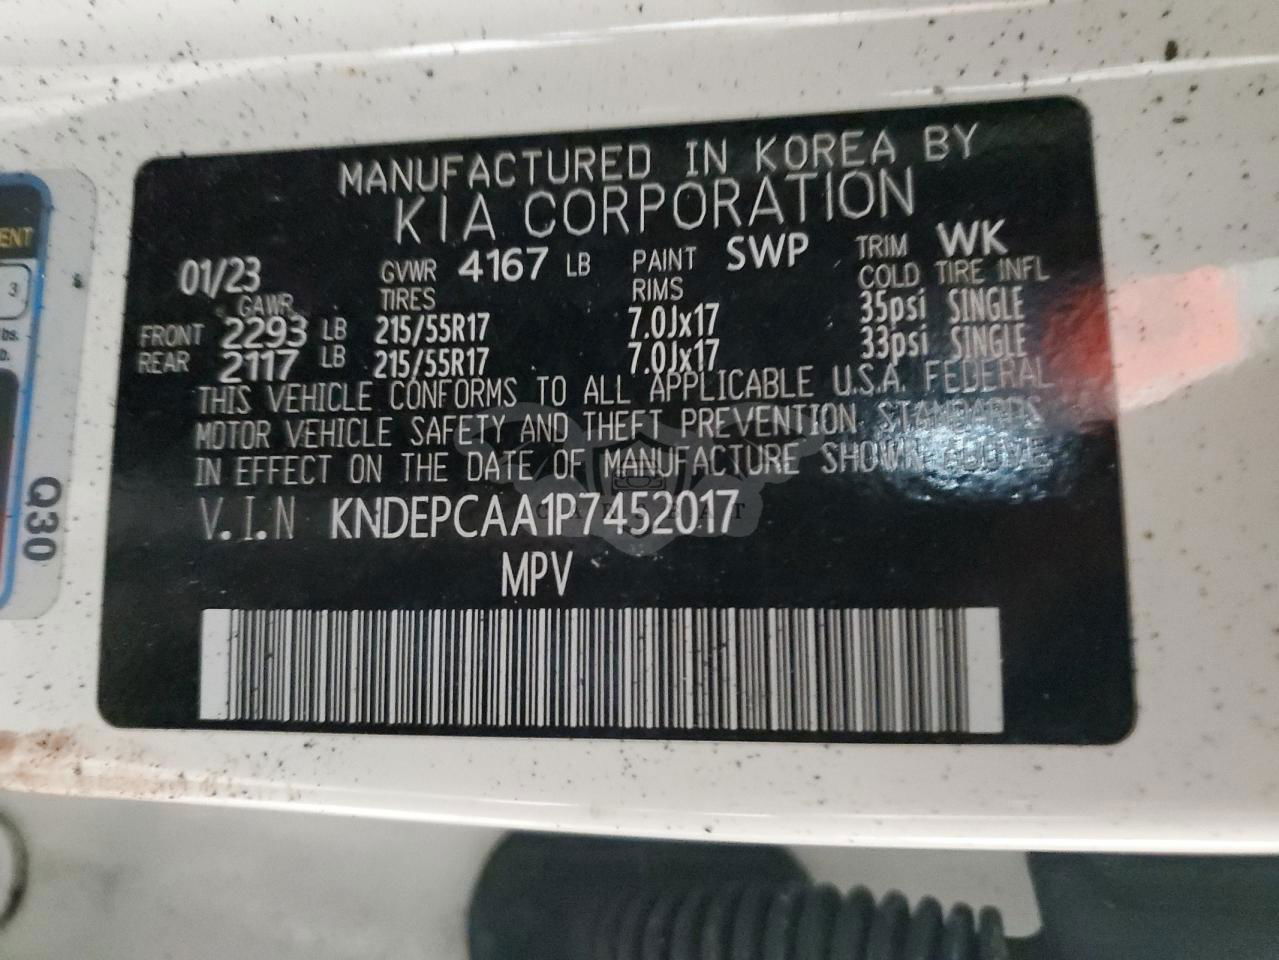 MANUFACTURED IN KOREA BY
KIA CORPORATION
01/23 GVWR 4167 LB PAINT SWP TRIM WK
GAWR TIRES RIMS COLD TIRE INFL
FRONT 2293 LB 215/55R17 7.0Jx17 35psi SINGLE
REAR 2117 LB 215/55R17 7.0Jx17 33psi SINGLE
THIS VEHICLE CONFORMS TO ALL APPLICABLE U.S.A. FEDERAL
MOTOR VEHICLE SAFETY AND THEFT PREVENTION STANDARDS
IN EFFECT ON THE DATE OF MANUFACTURE SHOWN ABOVE
V.I.N KNDEPCAA1P7452017
MPV
Q30
3